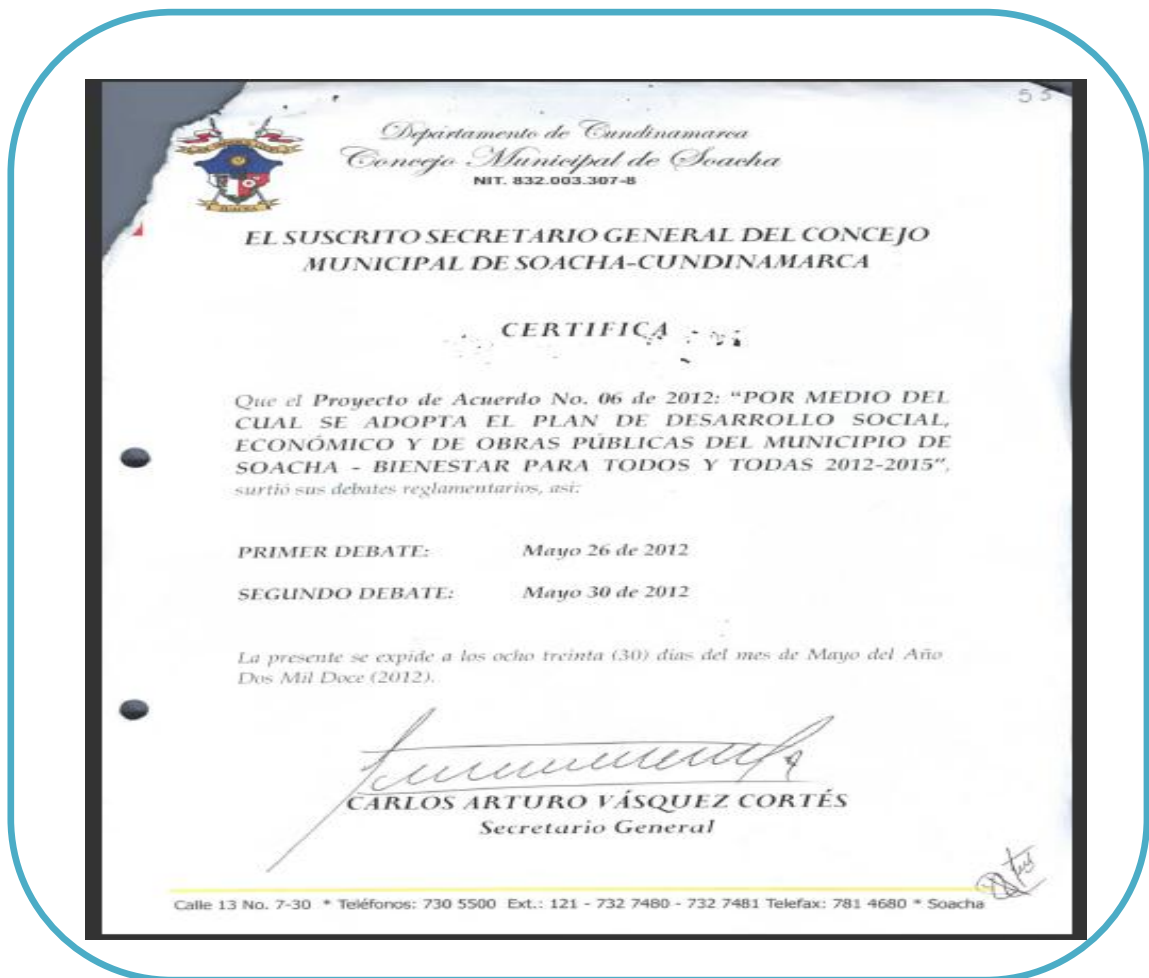 53
Departamento de Cundinamarca
Concejo Municipal de Soacha
NIT. 832.003.307-8
SOACHA
EL SUSCRITO SECRETARIO GENERAL DEL CONCEJO
MUNICIPAL DE SOACHA-CUNDINAMARCA
CERTIFICA
Que el Proyecto de Acuerdo No. 06 de 2012: “POR MEDIO DEL
CUAL SE ADOPTA EL PLAN DE DESARROLLO SOCIAL,
ECONÓMICO Y DE OBRAS PÚBLICAS DEL MUNICIPIO DE
SOACHA - BIENESTAR PARA TODOS Y TODAS 2012-2015”,
surtió sus debates reglamentarios, asi:
PRIMER DEBATE: Mayo 26 de 2012
SEGUNDO DEBATE: Mayo 30 de 2012
La presente se expide a los ocho treinta (30) días del mes de Mayo del Año
Dos Mil Doce (2012).
CARLOS ARTURO VÁSQUEZ CORTÉS
Secretario General
Calle 13 No. 7-30 * Teléfonos: 730 5500 Ext.: 121 - 732 7480 - 732 7481 Telefax: 781 4680 * Soacha